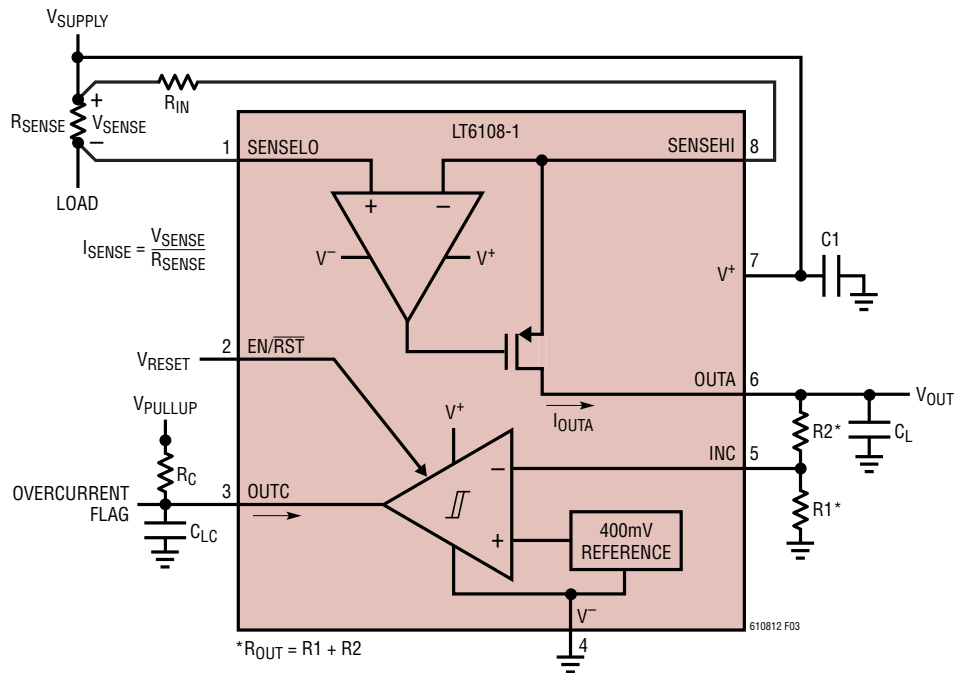 VSUPPLY
RIN
+
RSENSE
VSENSE
–
LOAD
ISENSE = VSENSE
RSENSE
LT6108-1
1
SENSELO
SENSEHI
8
+
–
V–
V+
C1
7
V+
2
EN/RST
VRESET
OUTA
6
VOUT
IOUTA
R2*
CL
VPULLUP
V+
INC
5
–
RC
R1*
OVERCURRENT
FLAG
3
OUTC
CLC
+
400mV
REFERENCE
V–
4
610812 F03
*ROUT = R1 + R2